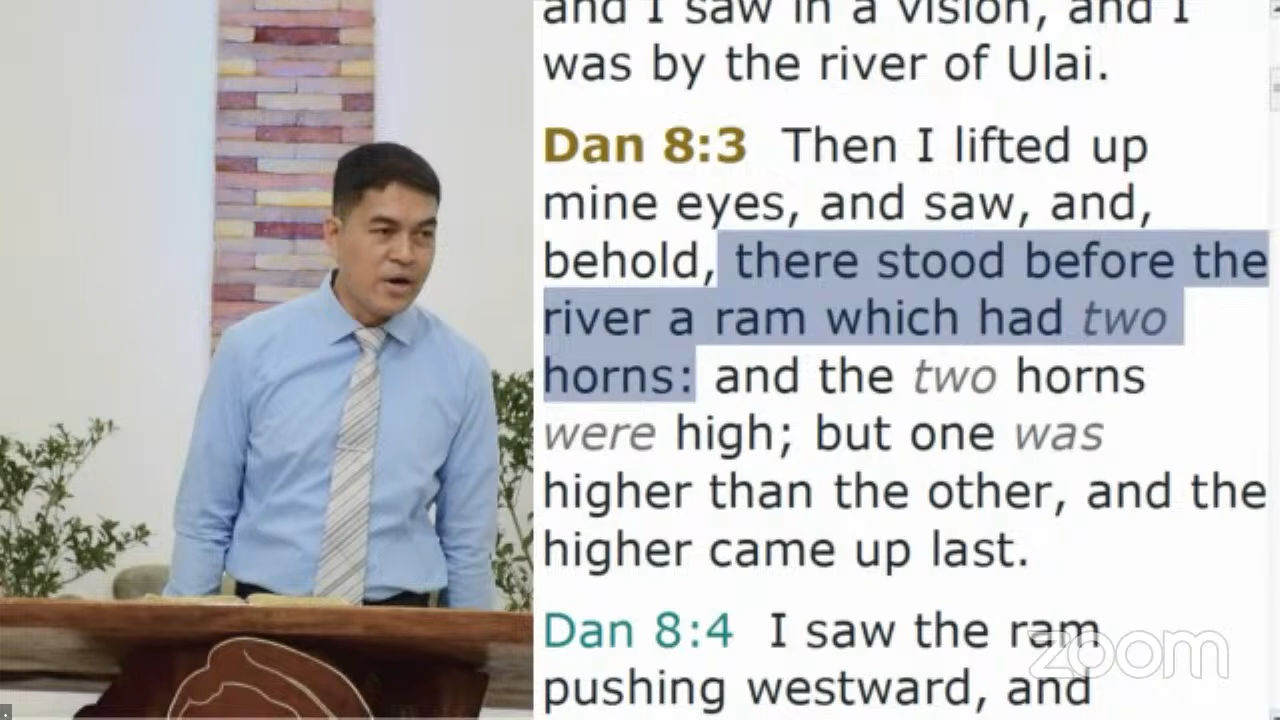 and I saw in a vision, and I
was by the river of Ulai.
Dan 8:3 Then I lifted up
mine eyes, and saw, and,
behold, there stood before the
river a ram which had two
horns: and the two horns
were high; but one was
higher than the other, and the
higher came up last.
Dan 8:4 I saw the ram
pushing westward, and
zoom